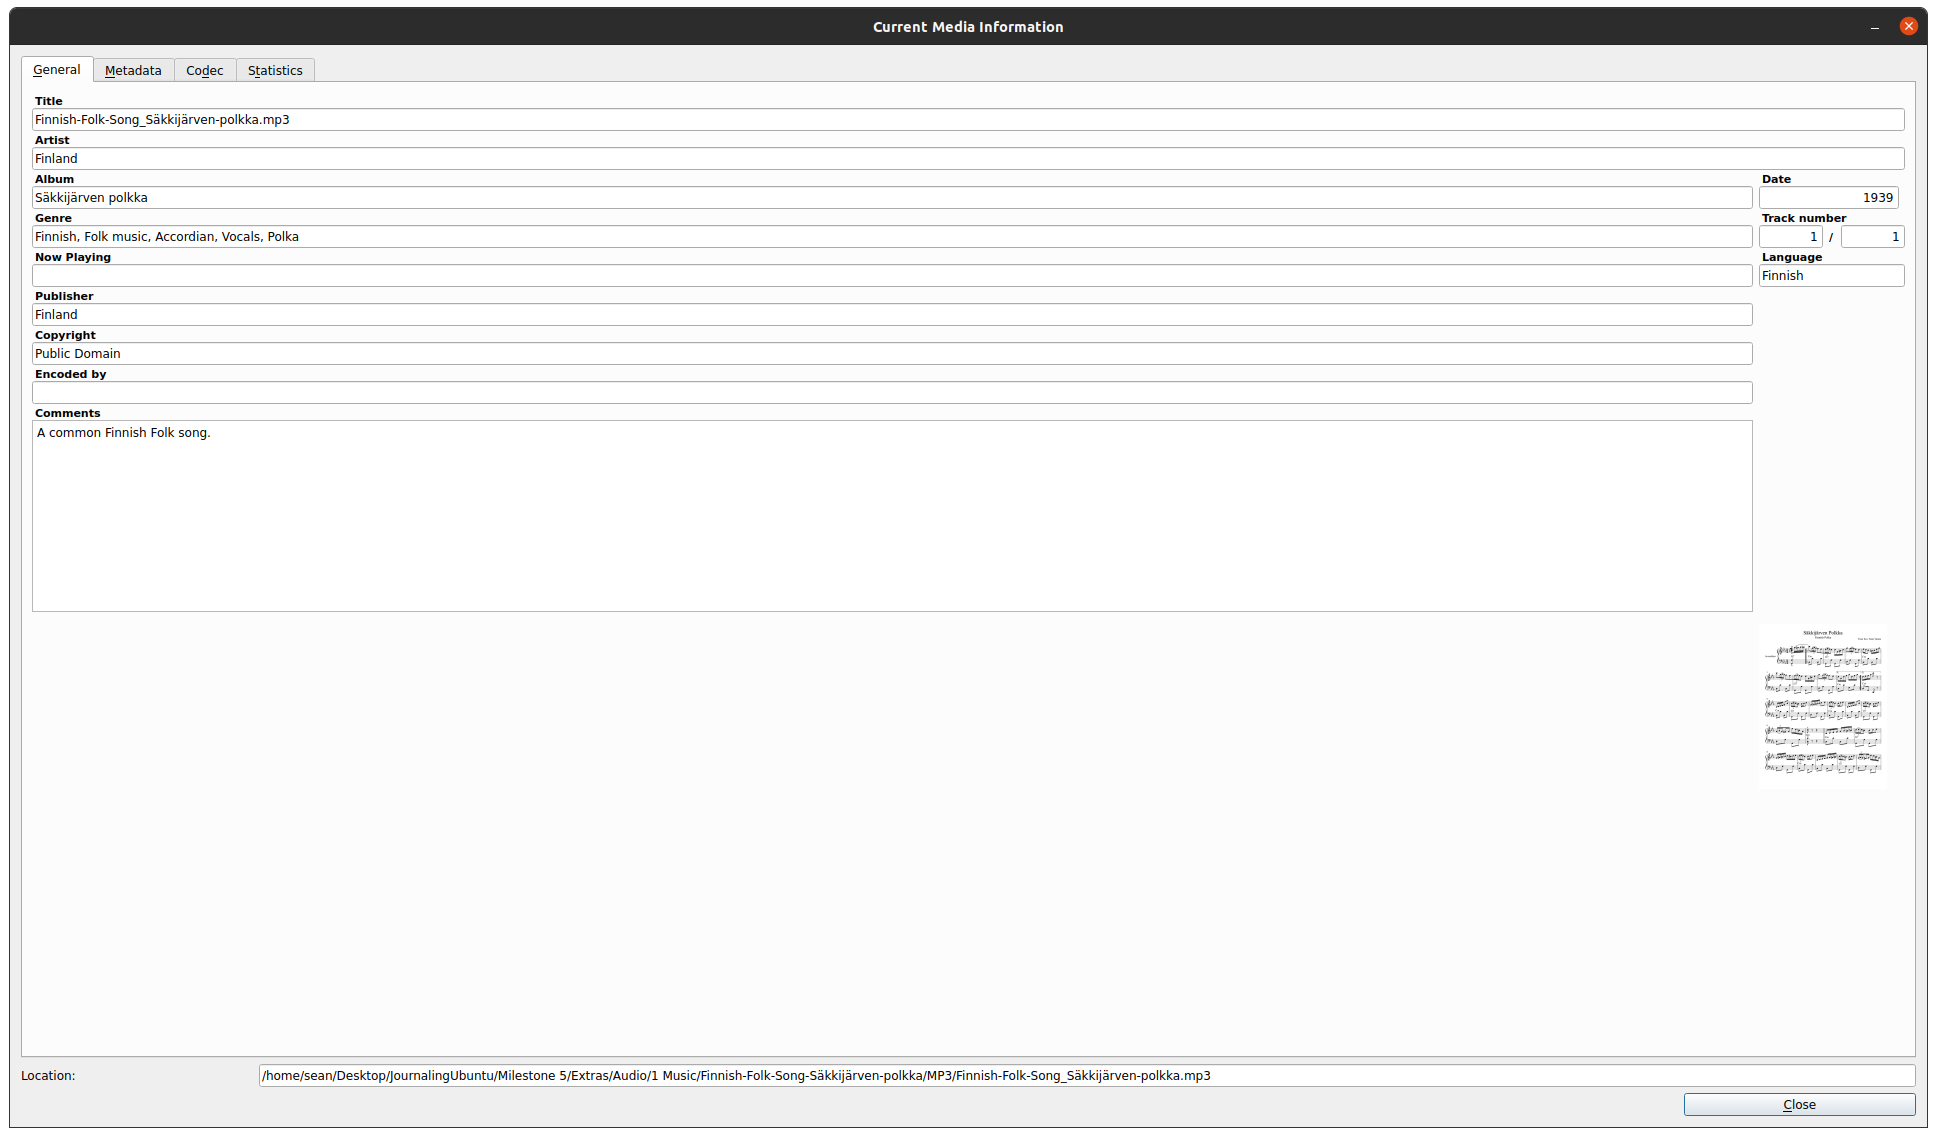 Current Media Information
General Metadata Codec Statistics
Title
Finnish-Folk-Song_Säkkijärven-polkka.mp3
Artist
Finland
Album Date
Säkkijärven polkka 1939
Genre Track number
Finnish, Folk music, Accordian, Vocals, Polka 1 / 1
Now Playing Language
Finnish
Publisher
Finland
Copyright
Public Domain
Encoded by
Comments
A common Finnish Folk song.
Säkkijärven Polkka
Location: /home/sean/Desktop/JournalingUbuntu/Milestone 5/Extras/Audio/1 Music/Finnish-Folk-Song-Säkkijärven-polkka/MP3/Finnish-Folk-Song_Säkkijärven-polkka.mp3
Close